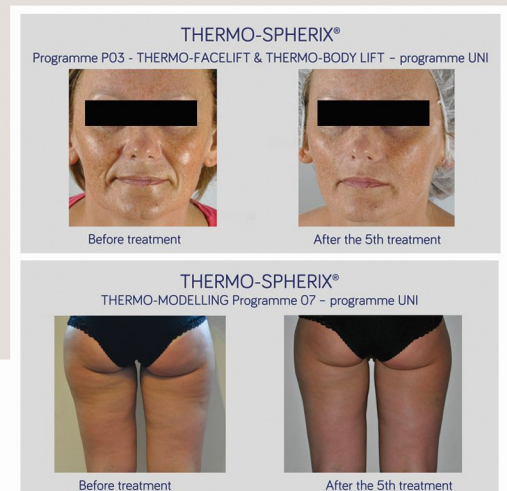 THERMO-SPHERIX®
Programme P03 - THERMO-FACELIFT & THERMO-BODY LIFT – programme UNI
Before treatment
After the 5th treatment
THERMO-SPHERIX®
THERMO-MODELLING Programme 07 – programme UNI
Before treatment
After the 5th treatment